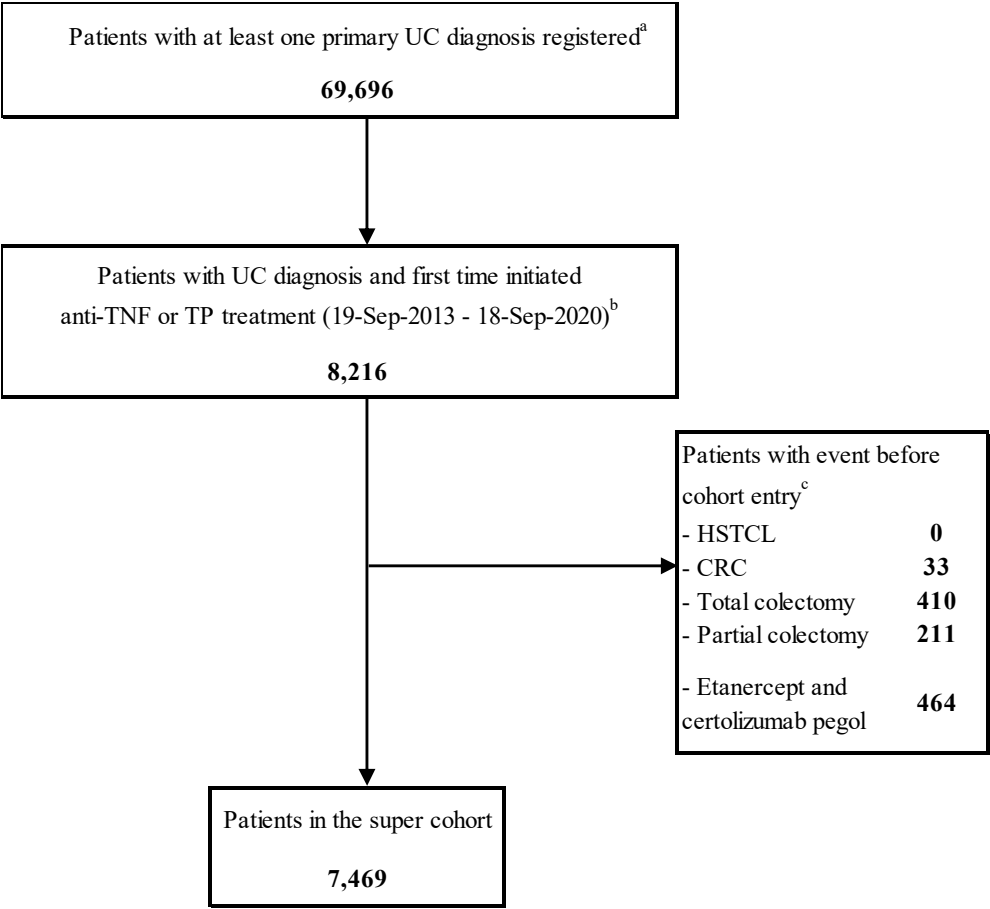 Patients with at least one primary UC diagnosis registeredᵃ
69,696
Patients with UC diagnosis and first time initiated
anti-TNF or TP treatment (19-Sep-2013 - 18-Sep-2020)ᵇ
8,216
Patients with event before
cohort entryᶜ
- HSTCL 0
- CRC 33
- Total colectomy 410
- Partial colectomy 211
- Etanercept and
certolizumab pegol 464
Patients in the super cohort
7,469